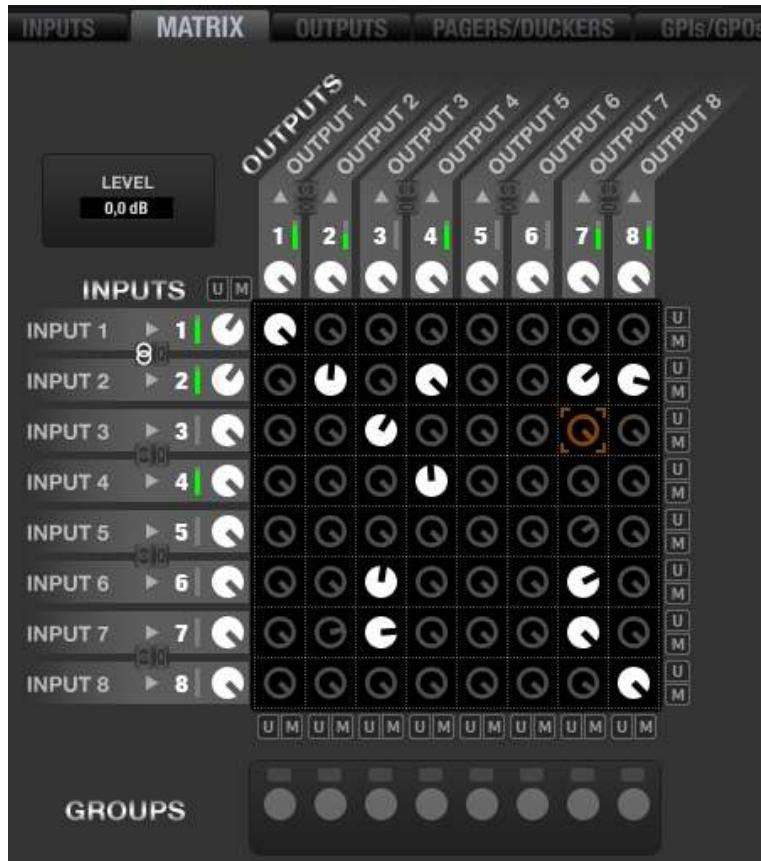 INPUTS MATRIX OUTPUTS PAGERS/DUCKERS GPIs/GPOs
OUTPUTS
OUTPUT 1 OUTPUT 2 OUTPUT 3 OUTPUT 4 OUTPUT 5 OUTPUT 6 OUTPUT 7 OUTPUT 8
LEVEL
0,0 dB
1 2 3 4 5 6 7 8
INPUTS U M
INPUT 1 1 U
M
INPUT 2 2 U
M
INPUT 3 3 U
M
INPUT 4 4 U
M
INPUT 5 5 U
M
INPUT 6 6 U
M
INPUT 7 7 U
M
INPUT 8 8 U
M
U M U M U M U M U M U M U M U M
GROUPS